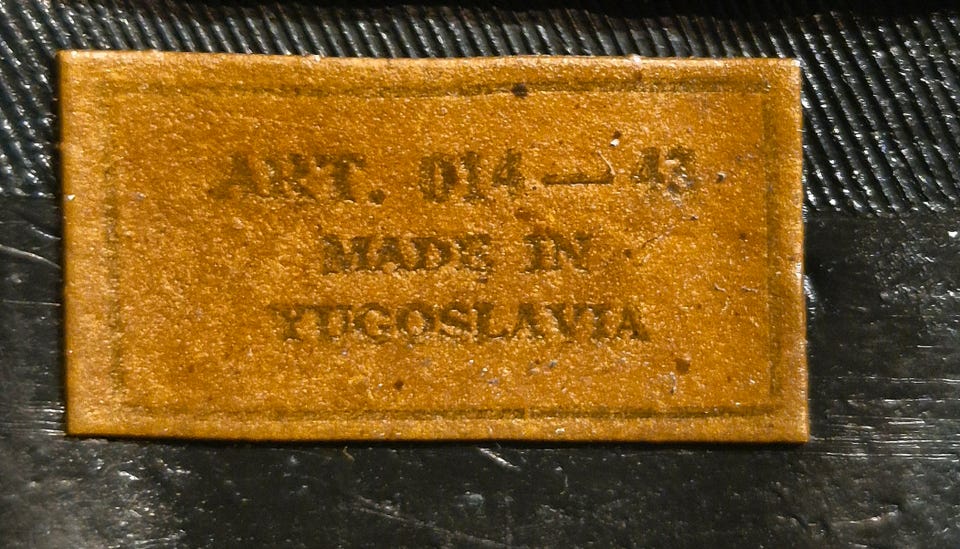 ART. 014 — 43
MADE IN
YUGOSLAVIA